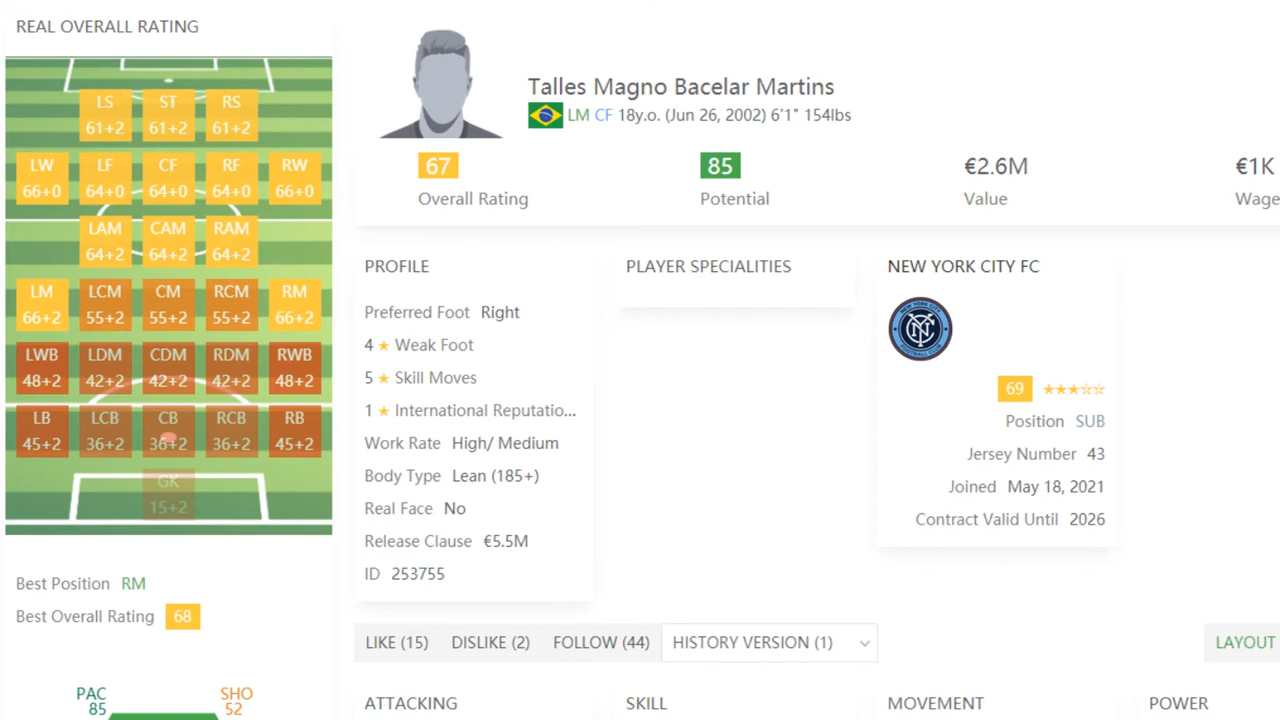 REAL OVERALL RATING
LS ST RS
61+2 61+2 61+2
LW LF CF RF RW
66+0 64+0 64+0 64+0 66+0
LAM CAM RAM
64+2 64+2 64+2
LM LCM CM RCM RM
66+2 55+2 55+2 55+2 66+2
LWB LDM CDM RDM RWB
48+2 42+2 42+2 42+2 48+2
LB LCB CB RCB RB
45+2 36+2 36+2 36+2 45+2
GK
15+2
Best Position RM
Best Overall Rating 68
PAC SHO
85 52
Talles Magno Bacelar Martins
LM CF 18y.o. (Jun 26, 2002) 6'1" 154lbs
67 85 €2.6M €1K
Overall Rating Potential Value Wage
PROFILE
Preferred Foot Right
4 ★ Weak Foot
5 ★ Skill Moves
1 ★ International Reputatio...
Work Rate High/ Medium
Body Type Lean (185+)
Real Face No
Release Clause €5.5M
ID 253755
PLAYER SPECIALITIES
NEW YORK CITY FC
69 ★★★☆☆
Position SUB
Jersey Number 43
Joined May 18, 2021
Contract Valid Until 2026
LIKE (15) DISLIKE (2) FOLLOW (44) HISTORY VERSION (1) LAYOUT
ATTACKING SKILL MOVEMENT POWER